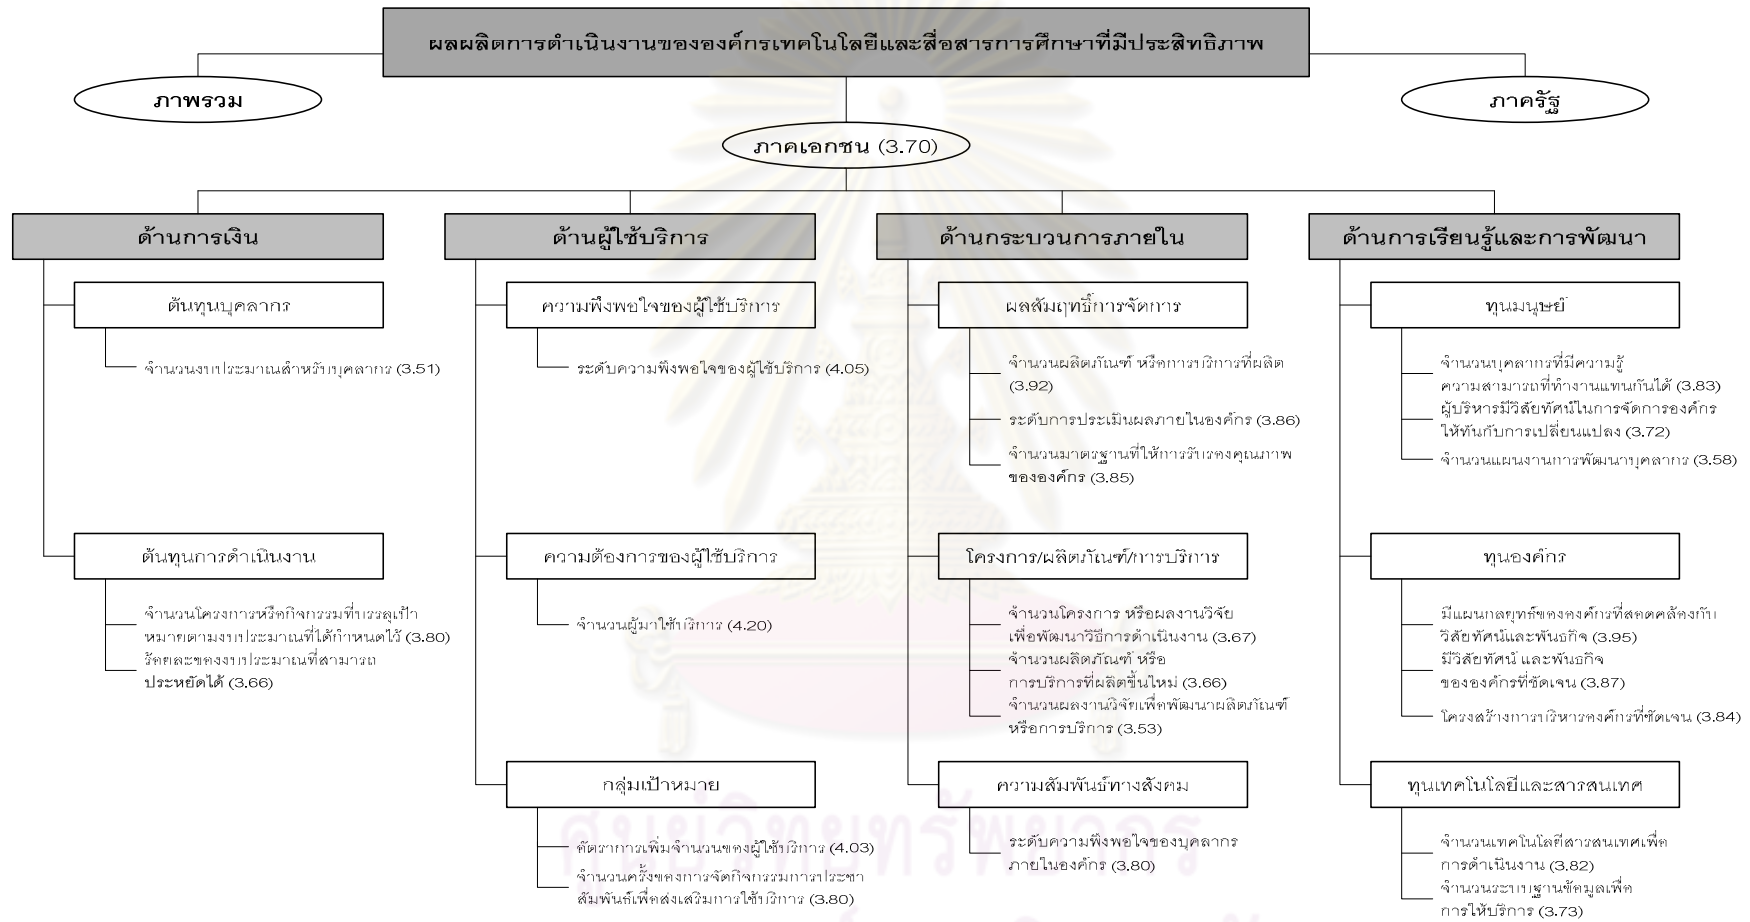 ผลผลิตการดำเนินงานขององค์กรเทคโนโลยีและสื่อสารการศึกษาที่มีประสิทธิภาพ
ภาพรวม
ภาครัฐ
ภาคเอกชน (3.70)
ด้านการเงิน
ต้นทุนบุคลากร
จำนวนงบประมาณสำหรับบุคลากร (3.51)
ต้นทุนการดำเนินงาน
จำนวนโครงการหรือกิจกรรมที่บรรลุเป้า
หมายตามงบประมาณที่ได้กำหนดไว้ (3.80)
ร้อยละของงบประมาณที่สามารถ
ประหยัดได้ (3.66)
ด้านผู้ใช้บริการ
ความพึงพอใจของผู้ใช้บริการ
ระดับความพึงพอใจของผู้ใช้บริการ (4.05)
ความต้องการของผู้ใช้บริการ
จำนวนผู้มาใช้บริการ (4.20)
กลุ่มเป้าหมาย
อัตราการเพิ่มจำนวนของผู้ใช้บริการ (4.03)
จำนวนครั้งของการจัดกิจกรรมการประชา
สัมพันธ์เพื่อส่งเสริมการใช้บริการ (3.80)
ด้านกระบวนการภายใน
ผลสัมฤทธิ์การจัดการ
จำนวนผลิตภัณฑ์ หรือการบริการที่ผลิต
(3.92)
ระดับการประเมินผลภายในองค์กร (3.86)
จำนวนมาตรฐานที่ให้การรับรองคุณภาพ
ขององค์กร (3.85)
โครงการ/ผลิตภัณฑ์/การบริการ
จำนวนโครงการ หรือผลงานวิจัย
เพื่อพัฒนาวิธีการดำเนินงาน (3.67)
จำนวนผลิตภัณฑ์ หรือ
การบริการที่ผลิตขึ้นใหม่ (3.66)
จำนวนผลงานวิจัยเพื่อพัฒนาผลิตภัณฑ์
หรือการบริการ (3.53)
ความสัมพันธ์ทางสังคม
ระดับความพึงพอใจของบุคลากร
ภายในองค์กร (3.80)
ด้านการเรียนรู้และการพัฒนา
ทุนมนุษย์
จำนวนบุคลากรที่มีความรู้
ความสามารถที่ทำงานแทนกันได้ (3.83)
ผู้บริหารมีวิสัยทัศน์ในการจัดการองค์กร
ให้ทันกับการเปลี่ยนแปลง (3.72)
จำนวนแผนงานการพัฒนาบุคลากร (3.58)
ทุนองค์กร
มีแผนกลยุทธ์ขององค์กรที่สอดคล้องกับ
วิสัยทัศน์และพันธกิจ (3.95)
มีวิสัยทัศน์ และพันธกิจ
ขององค์กรที่ชัดเจน (3.87)
โครงสร้างการบริหารองค์กรที่ชัดเจน (3.84)
ทุนเทคโนโลยีและสารสนเทศ
จำนวนเทคโนโลยีสารสนเทศเพื่อ
การดำเนินงาน (3.82)
จำนวนระบบฐานข้อมูลเพื่อ
การให้บริการ (3.73)
ศูนย์วิทยทรัพยากร